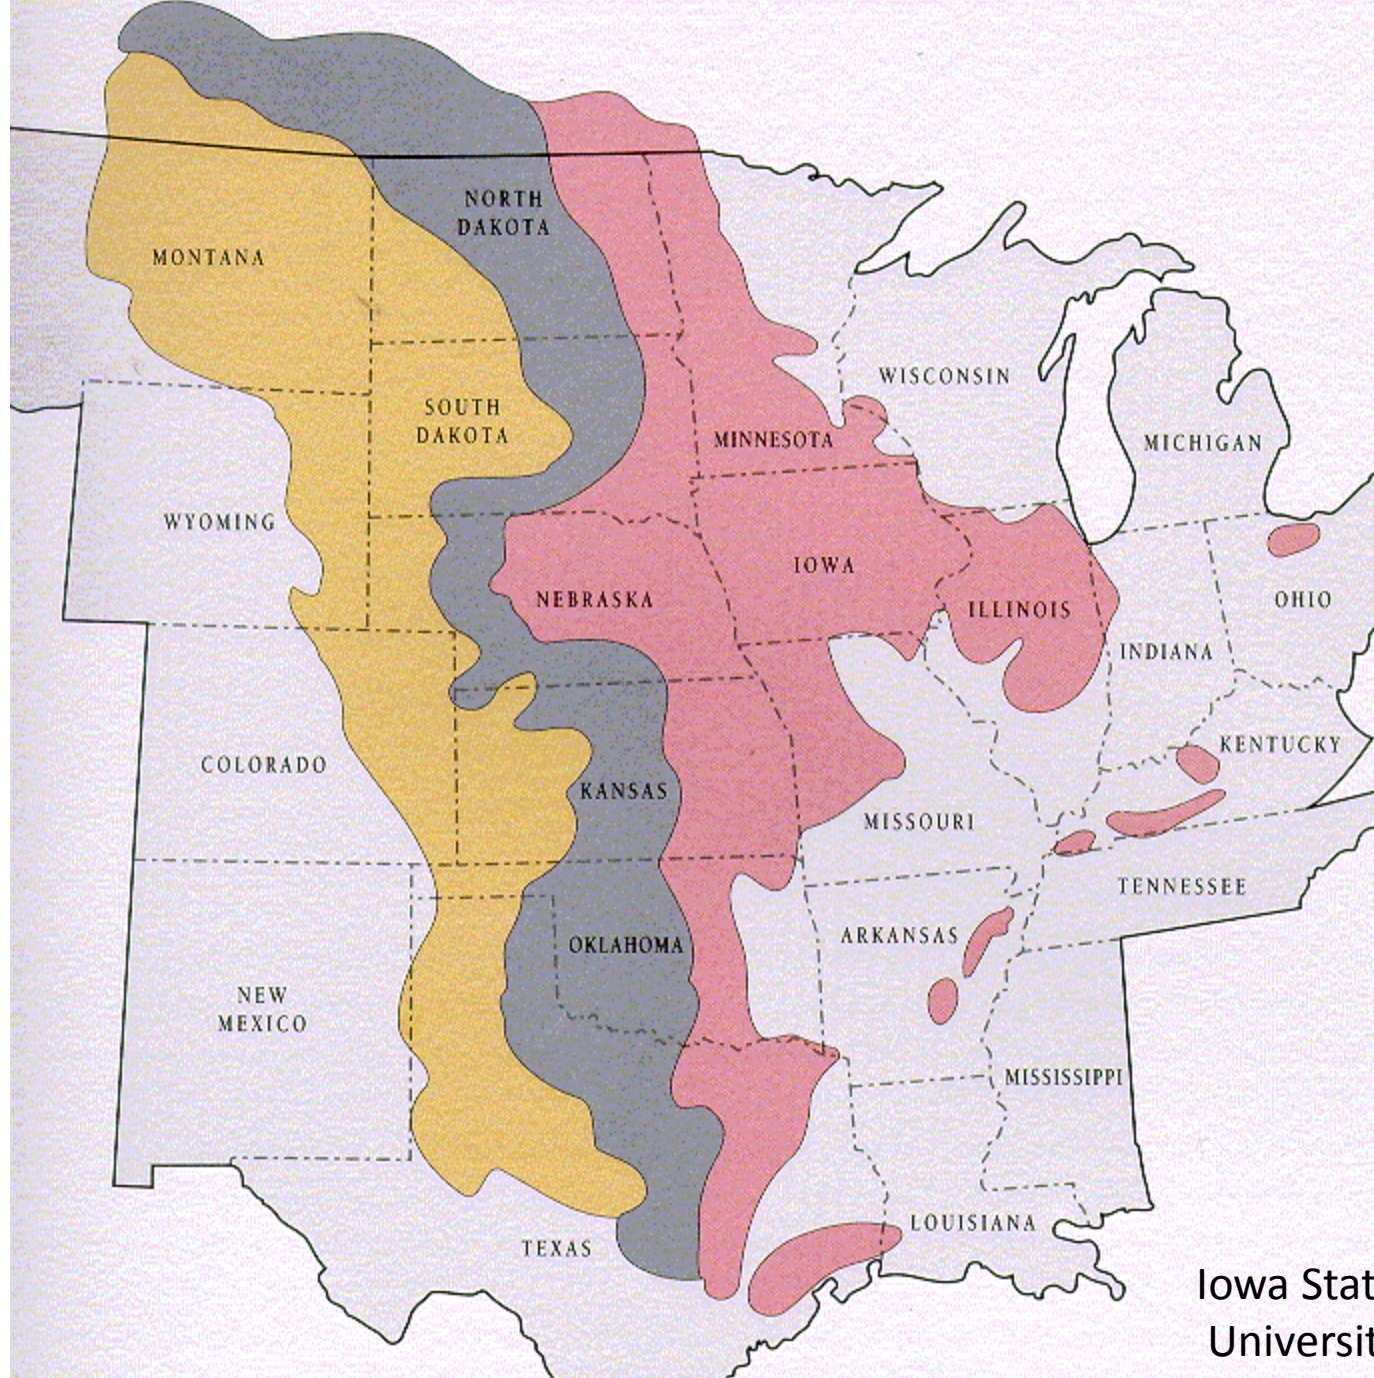 NORTH
DAKOTA
MONTANA
SOUTH
DAKOTA
WISCONSIN
MINNESOTA
MICHIGAN
WYOMING
IOWA
NEBRASKA
ILLINOIS
OHIO
INDIANA
COLORADO
KANSAS
KENTUCKY
MISSOURI
TENNESSEE
OKLAHOMA
ARKANSAS
NEW
MEXICO
MISSISSIPPI
TEXAS
LOUISIANA
Iowa Stat
Universit